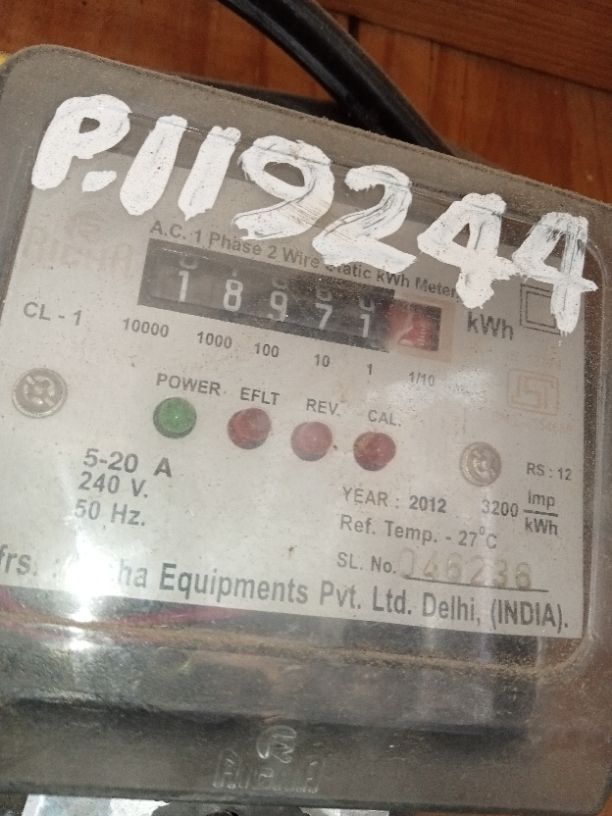 P.119244
A.C. 1 Phase 2 Wire Static kWh Meter
18971 kWh
CL - 1
10000 1000 100 10 1 1/10
POWER EFLT REV. CAL.
5-20 A
240 V.
50 Hz.
RS : 12
YEAR : 2012 3200 imp/kWh
Ref. Temp. - 27°C
SL. No. 046236
Equipments Pvt. Ltd. Delhi, (INDIA).